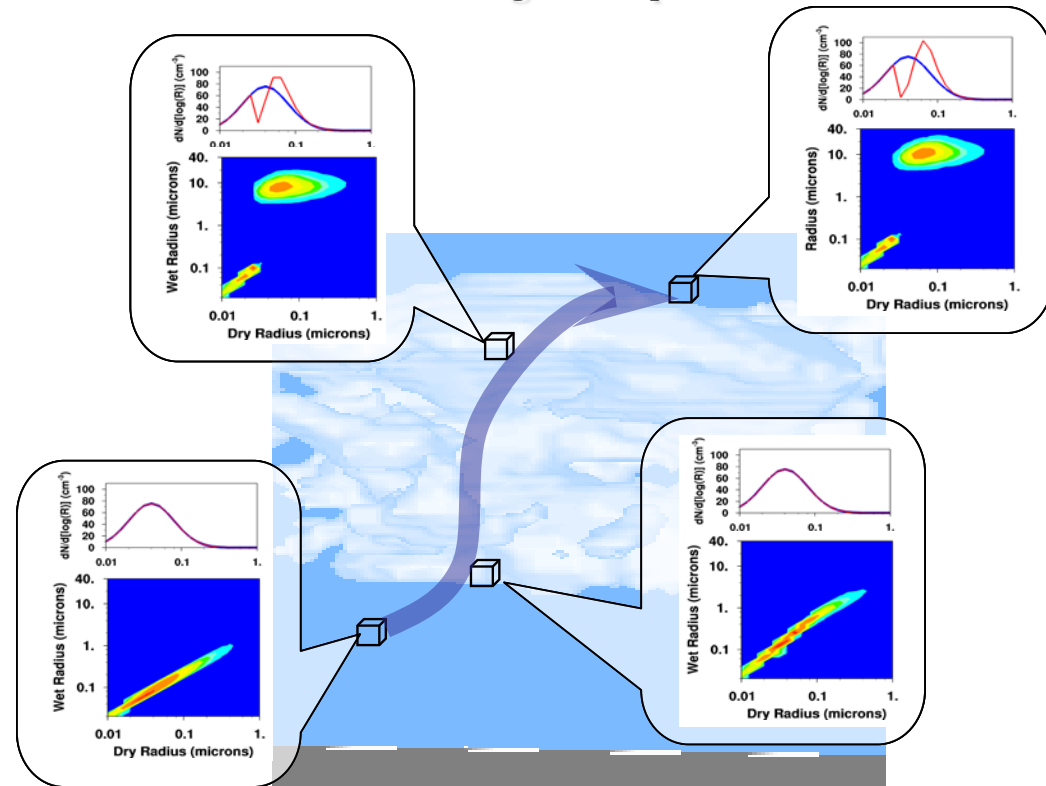 dN/d[log(R)] (cm⁻³)
100
80
60
40
20
0
0.01 0.1 1.
Wet Radius (microns)
40.
10.
1.
0.1
0.01 0.1 1.
Dry Radius (microns)
dN/d[log(R)] (cm⁻³)
100
80
60
40
20
0
0.01 0.1 1.
Radius (microns)
40.
10.
1.
0.1
0.01 0.1 1.
Dry Radius (microns)
dN/d[log(R)] (cm⁻³)
100
80
60
40
20
0
0.01 0.1 1.
Wet Radius (microns)
40.
10.
1.
0.1
0.01 0.1 1.
Dry Radius (microns)
dN/d[log(R)] (cm⁻³)
100
80
60
40
20
0
0.01 0.1 1.
Wet Radius (microns)
40.
10.
1.
0.1
0.01 0.1 1.
Dry Radius (microns)